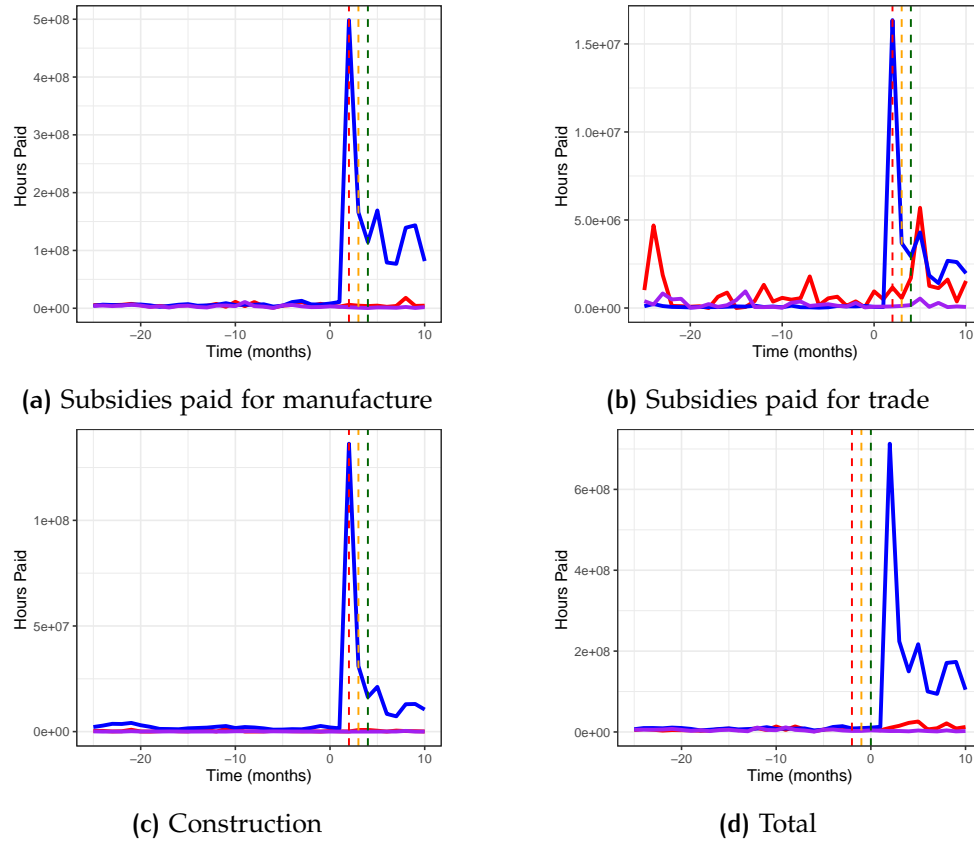 5e+08
4e+08
3e+08
2e+08
1e+08
0e+00
Hours Paid
−20
−10
0
10
Time (months)
(a) Subsidies paid for manufacture
1.5e+07
1.0e+07
5.0e+06
0.0e+00
Hours Paid
−20
−10
0
10
Time (months)
(b) Subsidies paid for trade
1e+08
5e+07
0e+00
Hours Paid
−20
−10
0
10
Time (months)
(c) Construction
6e+08
4e+08
2e+08
0e+00
Hours Paid
−20
−10
0
10
Time (months)
(d) Total